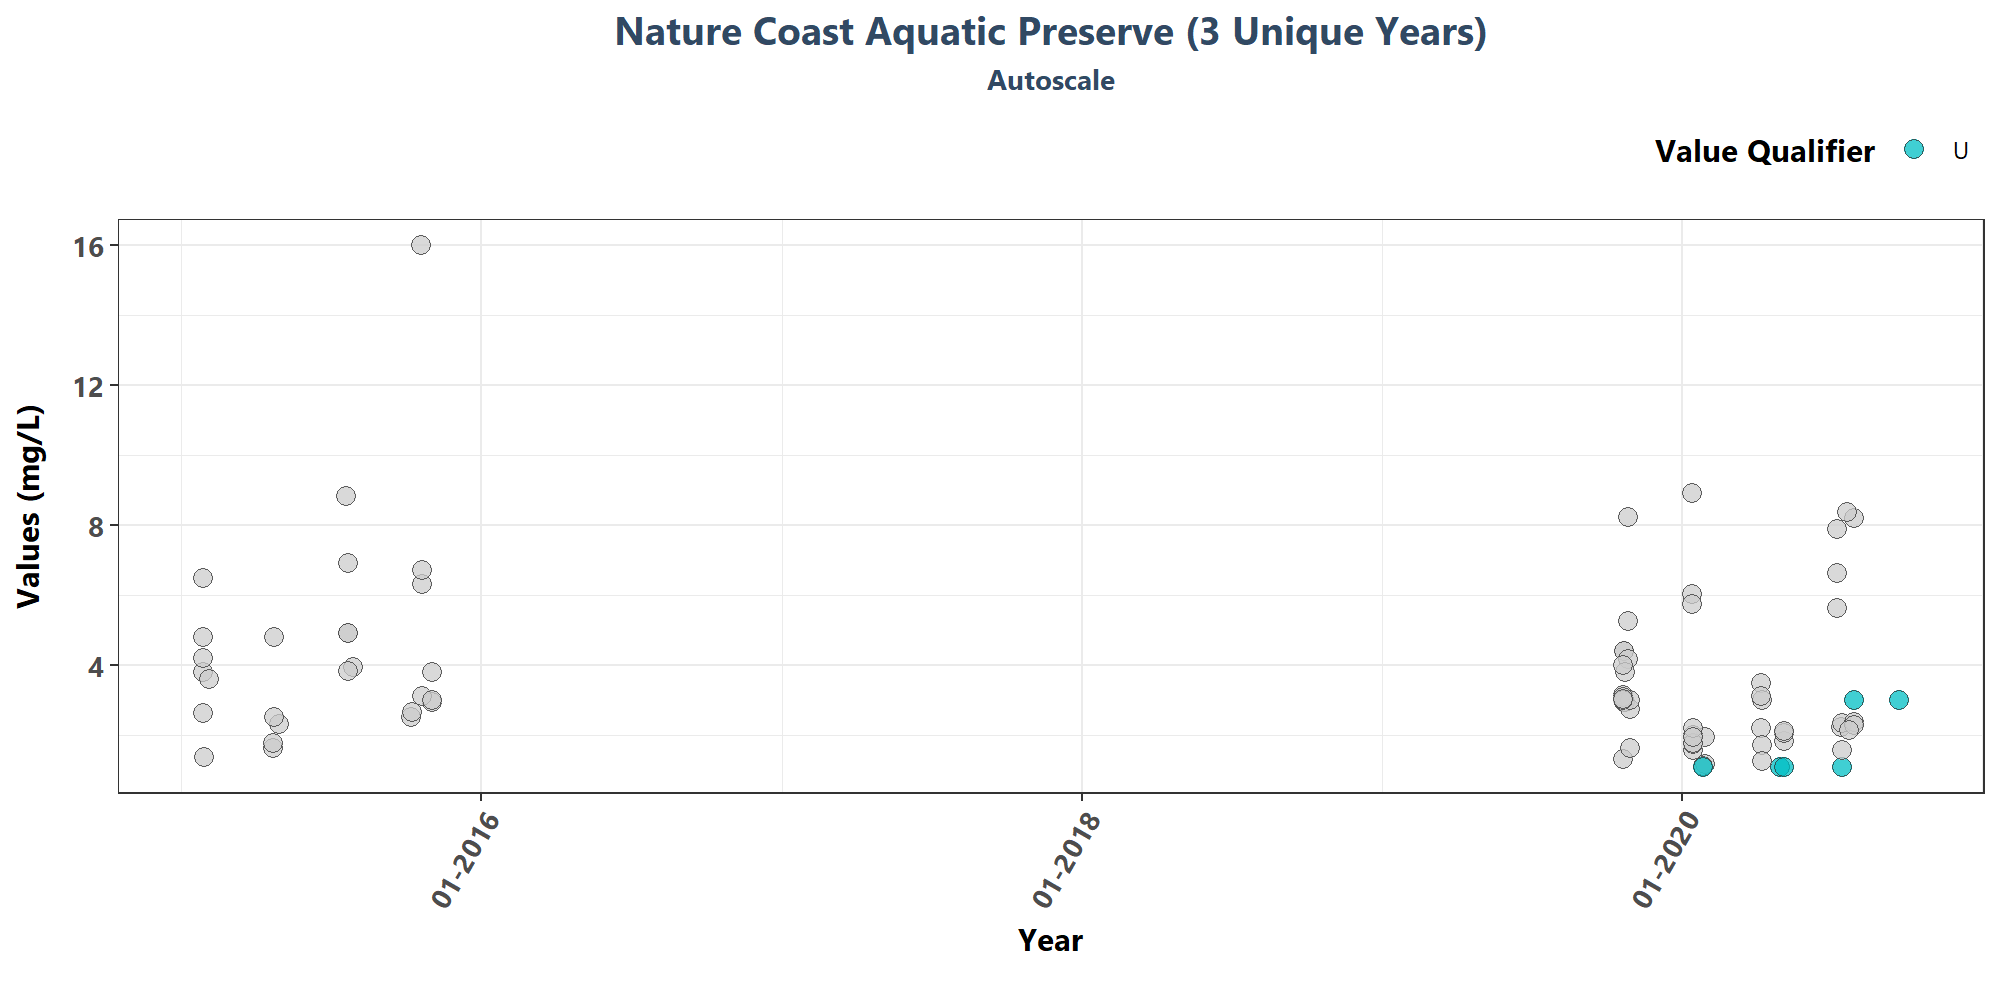 Nature Coast Aquatic Preserve (3 Unique Years)
Autoscale
Value Qualifier U
16
12
8
4
Values (mg/L)
01-2016
01-2018
01-2020
Year